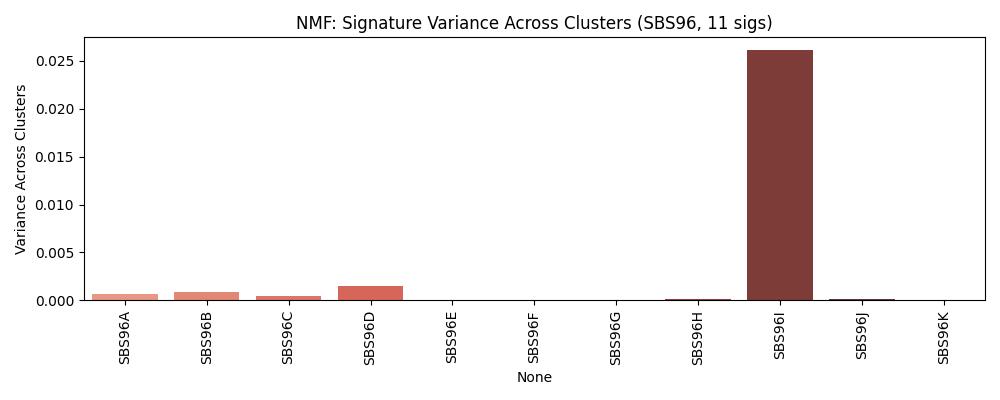 NMF: Signature Variance Across Clusters (SBS96, 11 sigs)
Variance Across Clusters
0.025
0.020
0.015
0.010
0.005
0.000
SBS96A
SBS96B
SBS96C
SBS96D
SBS96E
SBS96F
SBS96G
SBS96H
SBS96I
SBS96J
SBS96K
None